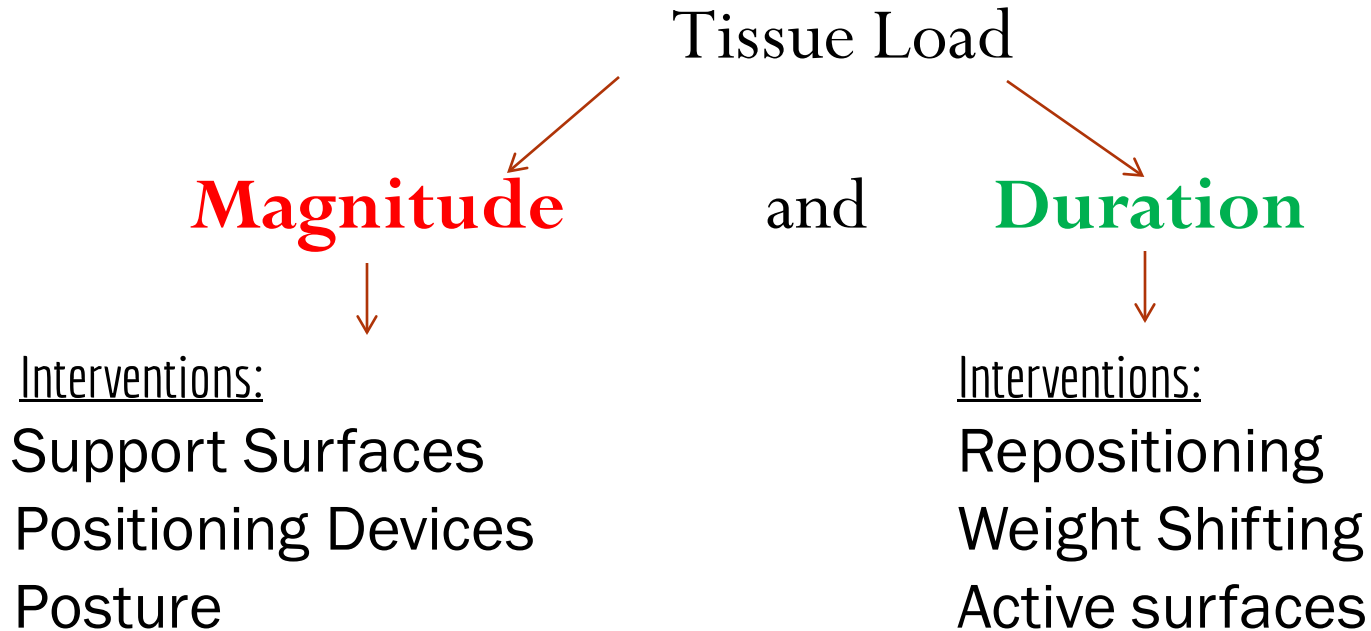 Tissue Load
Magnitude and Duration
Interventions:
Support Surfaces
Positioning Devices
Posture
Interventions:
Repositioning
Weight Shifting
Active surfaces